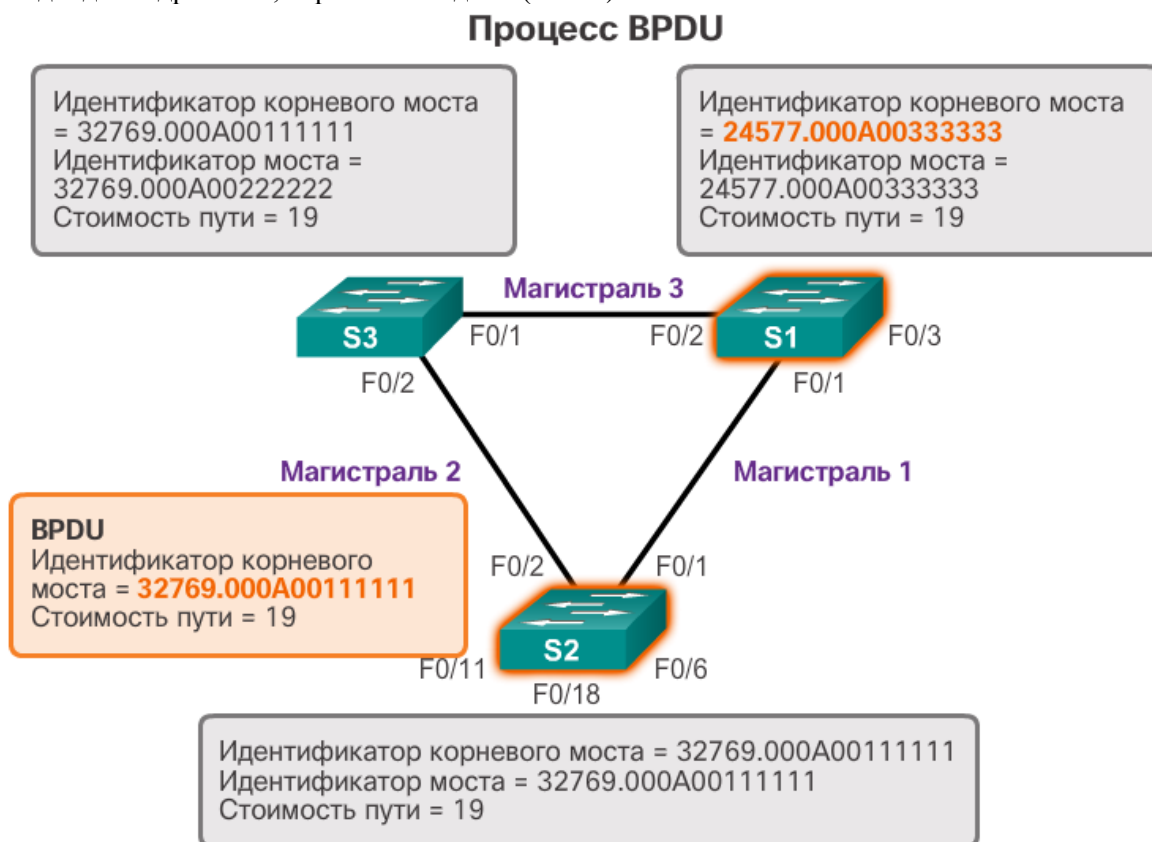 Процесс BPDU
Идентификатор корневого моста
= 32769.000A00111111
Идентификатор моста =
32769.000A00222222
Стоимость пути = 19
Идентификатор корневого моста
= 24577.000A00333333
Идентификатор моста =
24577.000A00333333
Стоимость пути = 19
Магистраль 3
S3
F0/1
F0/2
S1
F0/3
F0/2
F0/1
Магистраль 2
Магистраль 1
BPDU
Идентификатор корневого
моста = 32769.000A00111111
Стоимость пути = 19
F0/2
F0/1
S2
F0/11
F0/6
F0/18
Идентификатор корневого моста = 32769.000A00111111
Идентификатор моста = 32769.000A00111111
Стоимость пути = 19